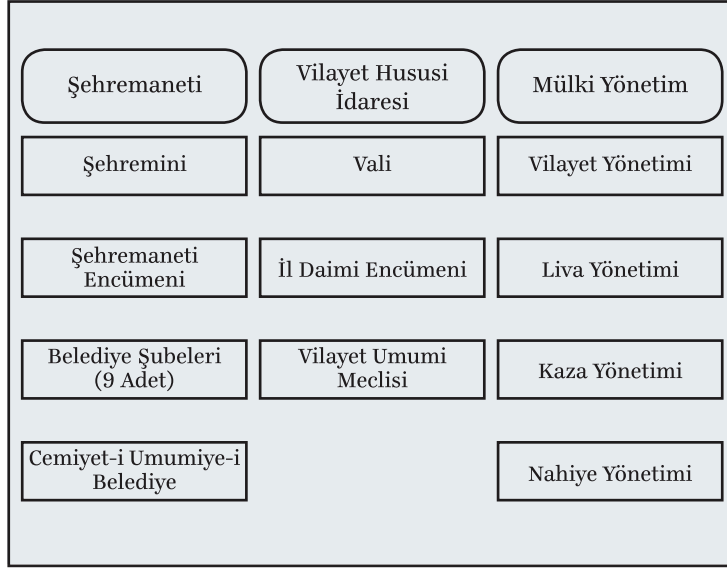 Şehremaneti
Vilayet Hususi
İdaresi
Mülki Yönetim
Şehremini
Vali
Vilayet Yönetimi
Şehremaneti
Encümeni
İl Daimi Encümeni
Liva Yönetimi
Belediye Şubeleri
(9 Adet)
Vilayet Umumi
Meclisi
Kaza Yönetimi
Cemiyet-i Umumiye-i
Belediye
Nahiye Yönetimi